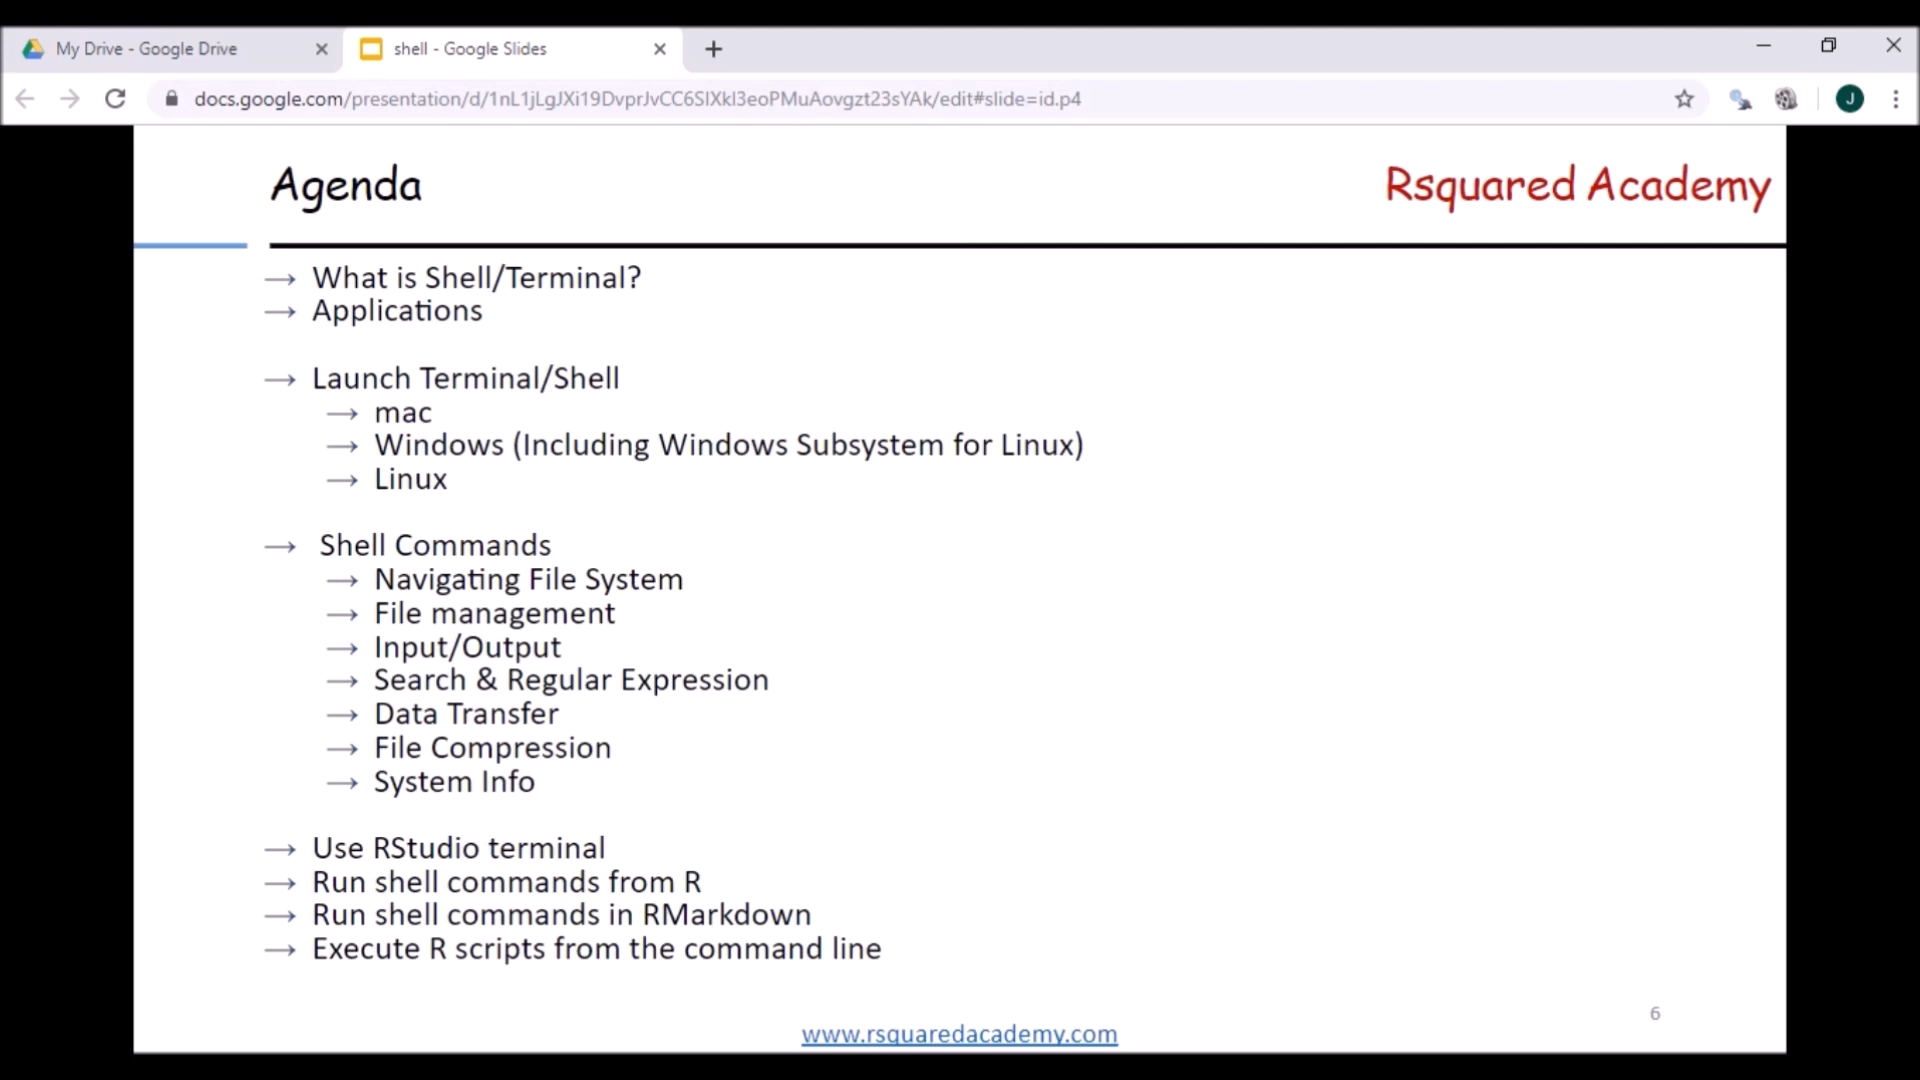 My Drive - Google Drive
shell - Google Slides
docs.google.com/presentation/d/1nL1jLgJXi19DvprJvCC6SIXkl3eoPMuAovgzt23sYAk/edit#slide=id.p4
J
Agenda
Rsquared Academy
→ What is Shell/Terminal?
→ Applications
→ Launch Terminal/Shell
→ mac
→ Windows (Including Windows Subsystem for Linux)
→ Linux
→ Shell Commands
→ Navigating File System
→ File management
→ Input/Output
→ Search & Regular Expression
→ Data Transfer
→ File Compression
→ System Info
→ Use RStudio terminal
→ Run shell commands from R
→ Run shell commands in RMarkdown
→ Execute R scripts from the command line
6
www.rsquaredacademy.com